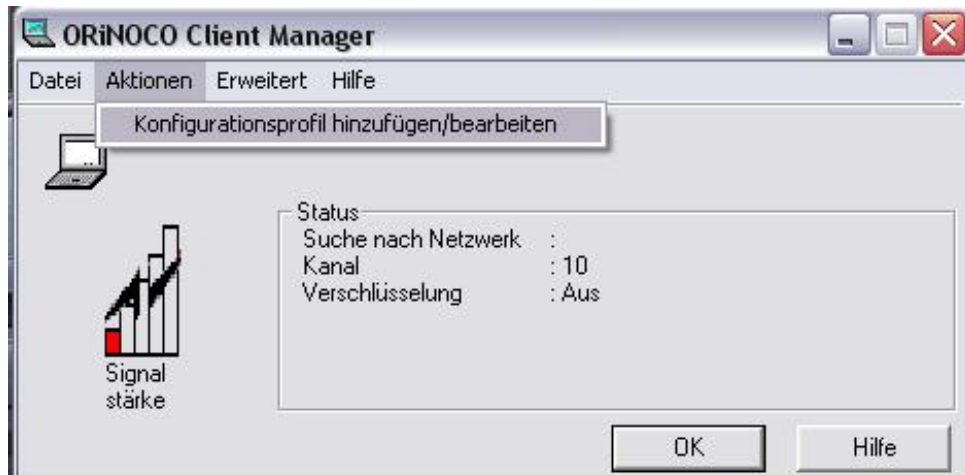 ORiNOCO Client Manager
Datei Aktionen Erweitert Hilfe
Konfigurationsprofil hinzufügen/bearbeiten
Status
Suche nach Netzwerk :
Kanal : 10
Verschlüsselung : Aus
Signal
stärke
OK Hilfe